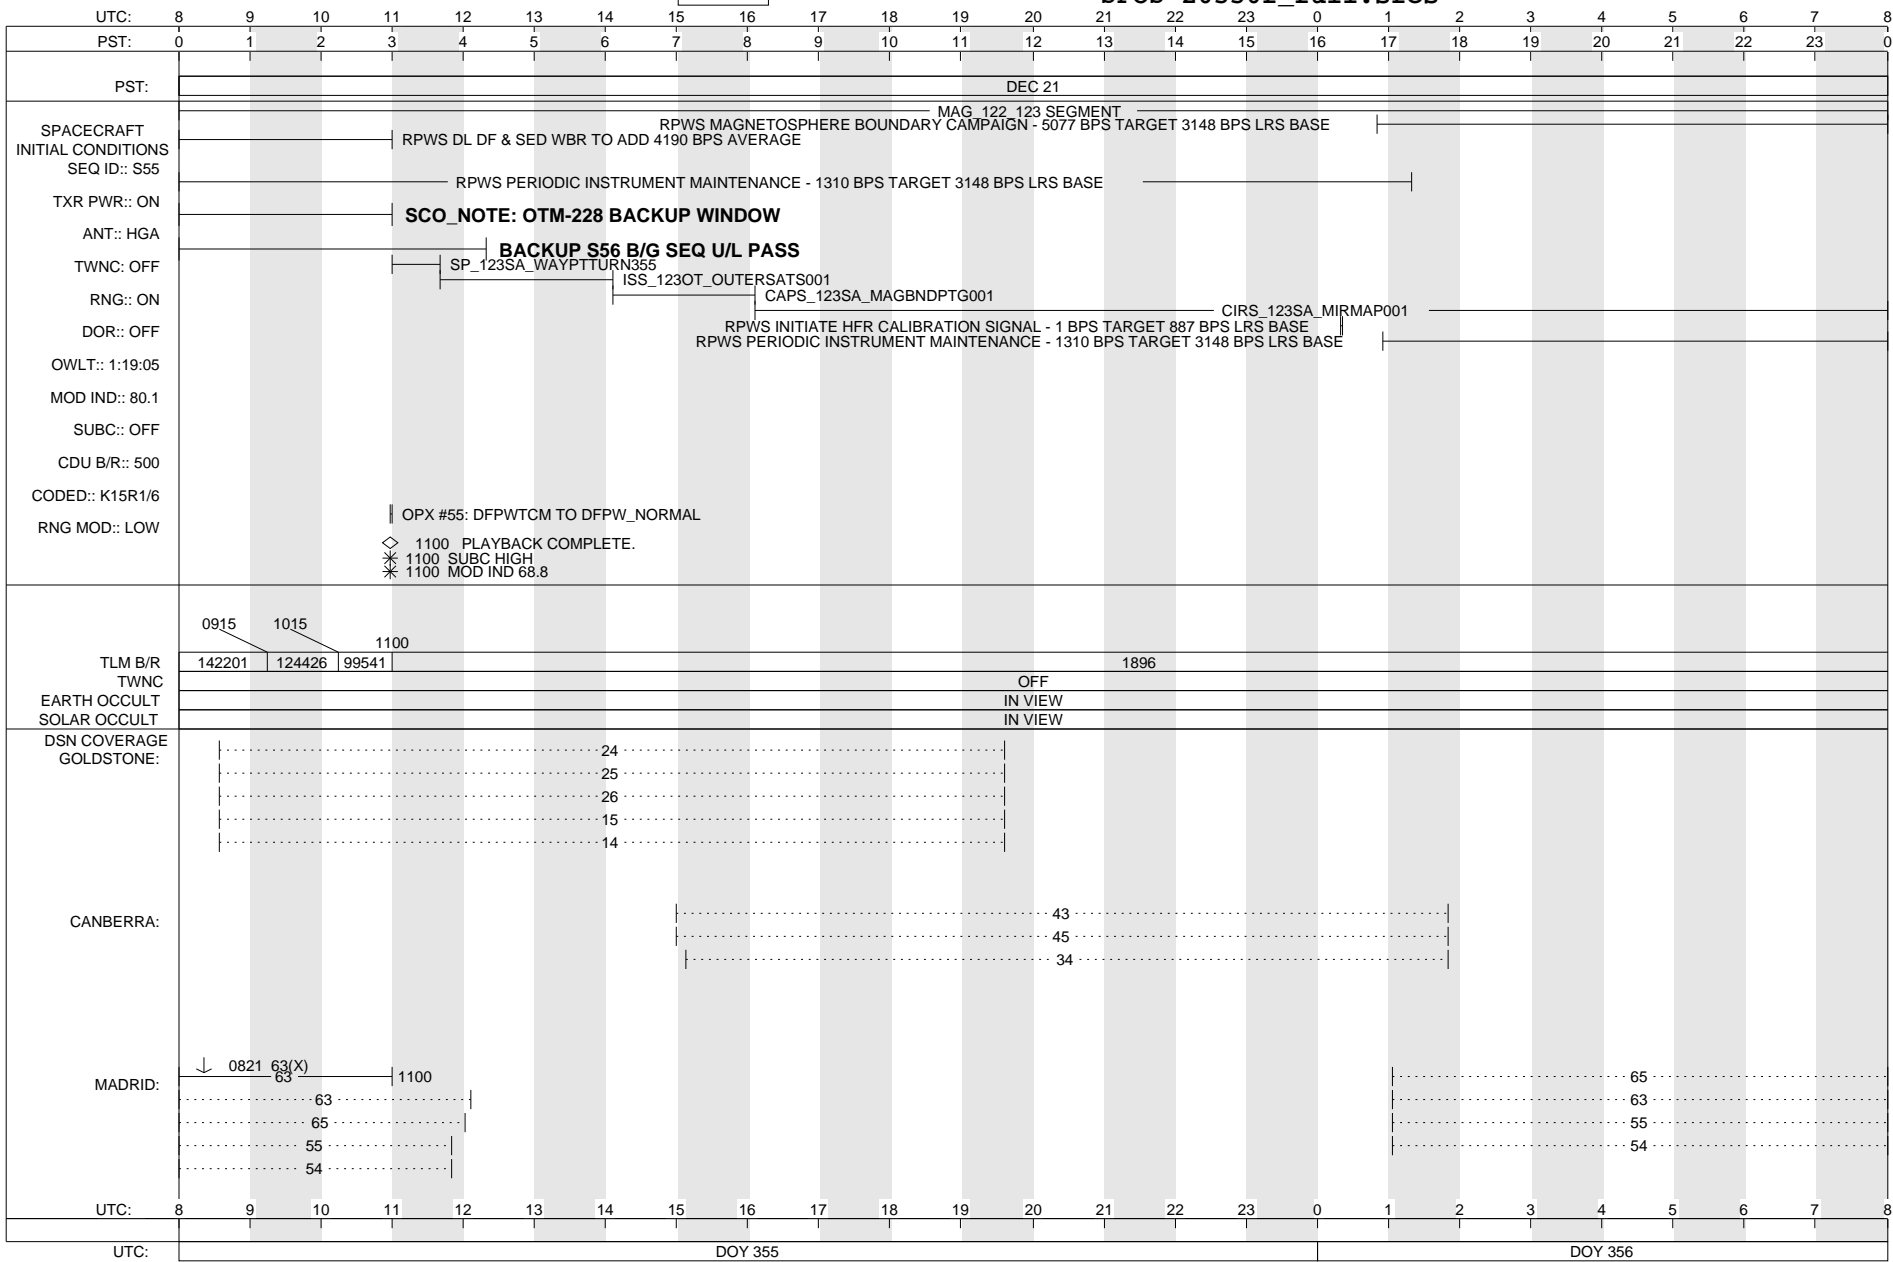 UTC: 8 9 10 11 12 13 14 15 16 17 18 19 20 21 22 23 0 1 2 3 4 5 6 7 8
PST: 0 1 2 3 4 5 6 7 8 9 10 11 12 13 14 15 16 17 18 19 20 21 22 23 0
PST: DEC 21
MAG_122_123 SEGMENT
RPWS MAGNETOSPHERE BOUNDARY CAMPAIGN - 5077 BPS TARGET 3148 BPS LRS BASE
SPACECRAFT
INITIAL CONDITIONS
RPWS DL DF & SED WBR TO ADD 4190 BPS AVERAGE
SEQ ID:: S55
RPWS PERIODIC INSTRUMENT MAINTENANCE - 1310 BPS TARGET 3148 BPS LRS BASE
TXR PWR:: ON
SCO_NOTE: OTM-228 BACKUP WINDOW
ANT:: HGA
BACKUP S56 B/G SEQ U/L PASS
TWNC: OFF
SP_123SA_WAYPTTURN355
ISS_123OT_OUTERSATS001
RNG:: ON
CAPS_123SA_MAGBNDPTG001
CIRS_123SA_MIRMAP001
DOR:: OFF
RPWS INITIATE HFR CALIBRATION SIGNAL - 1 BPS TARGET 887 BPS LRS BASE
RPWS PERIODIC INSTRUMENT MAINTENANCE - 1310 BPS TARGET 3148 BPS LRS BASE
OWLT:: 1:19:05
MOD IND:: 80.1
SUBC:: OFF
CDU B/R:: 500
CODED:: K15R1/6
OPX #55: DFPWTCM TO DFPW_NORMAL
RNG MOD:: LOW
1100 PLAYBACK COMPLETE.
1100 SUBC HIGH
1100 MOD IND 68.8
0915 1015
1100
TLM B/R 142201 124426 99541 1896
TWNC OFF
EARTH OCCULT IN VIEW
SOLAR OCCULT IN VIEW
DSN COVERAGE
GOLDSTONE:
24
25
26
15
14
CANBERRA:
43
45
34
MADRID:
0821 63(X)
63 1100 65
63 63
65 55
55 54
54
UTC: 8 9 10 11 12 13 14 15 16 17 18 19 20 21 22 23 0 1 2 3 4 5 6 7 8
UTC: DOY 355 DOY 356